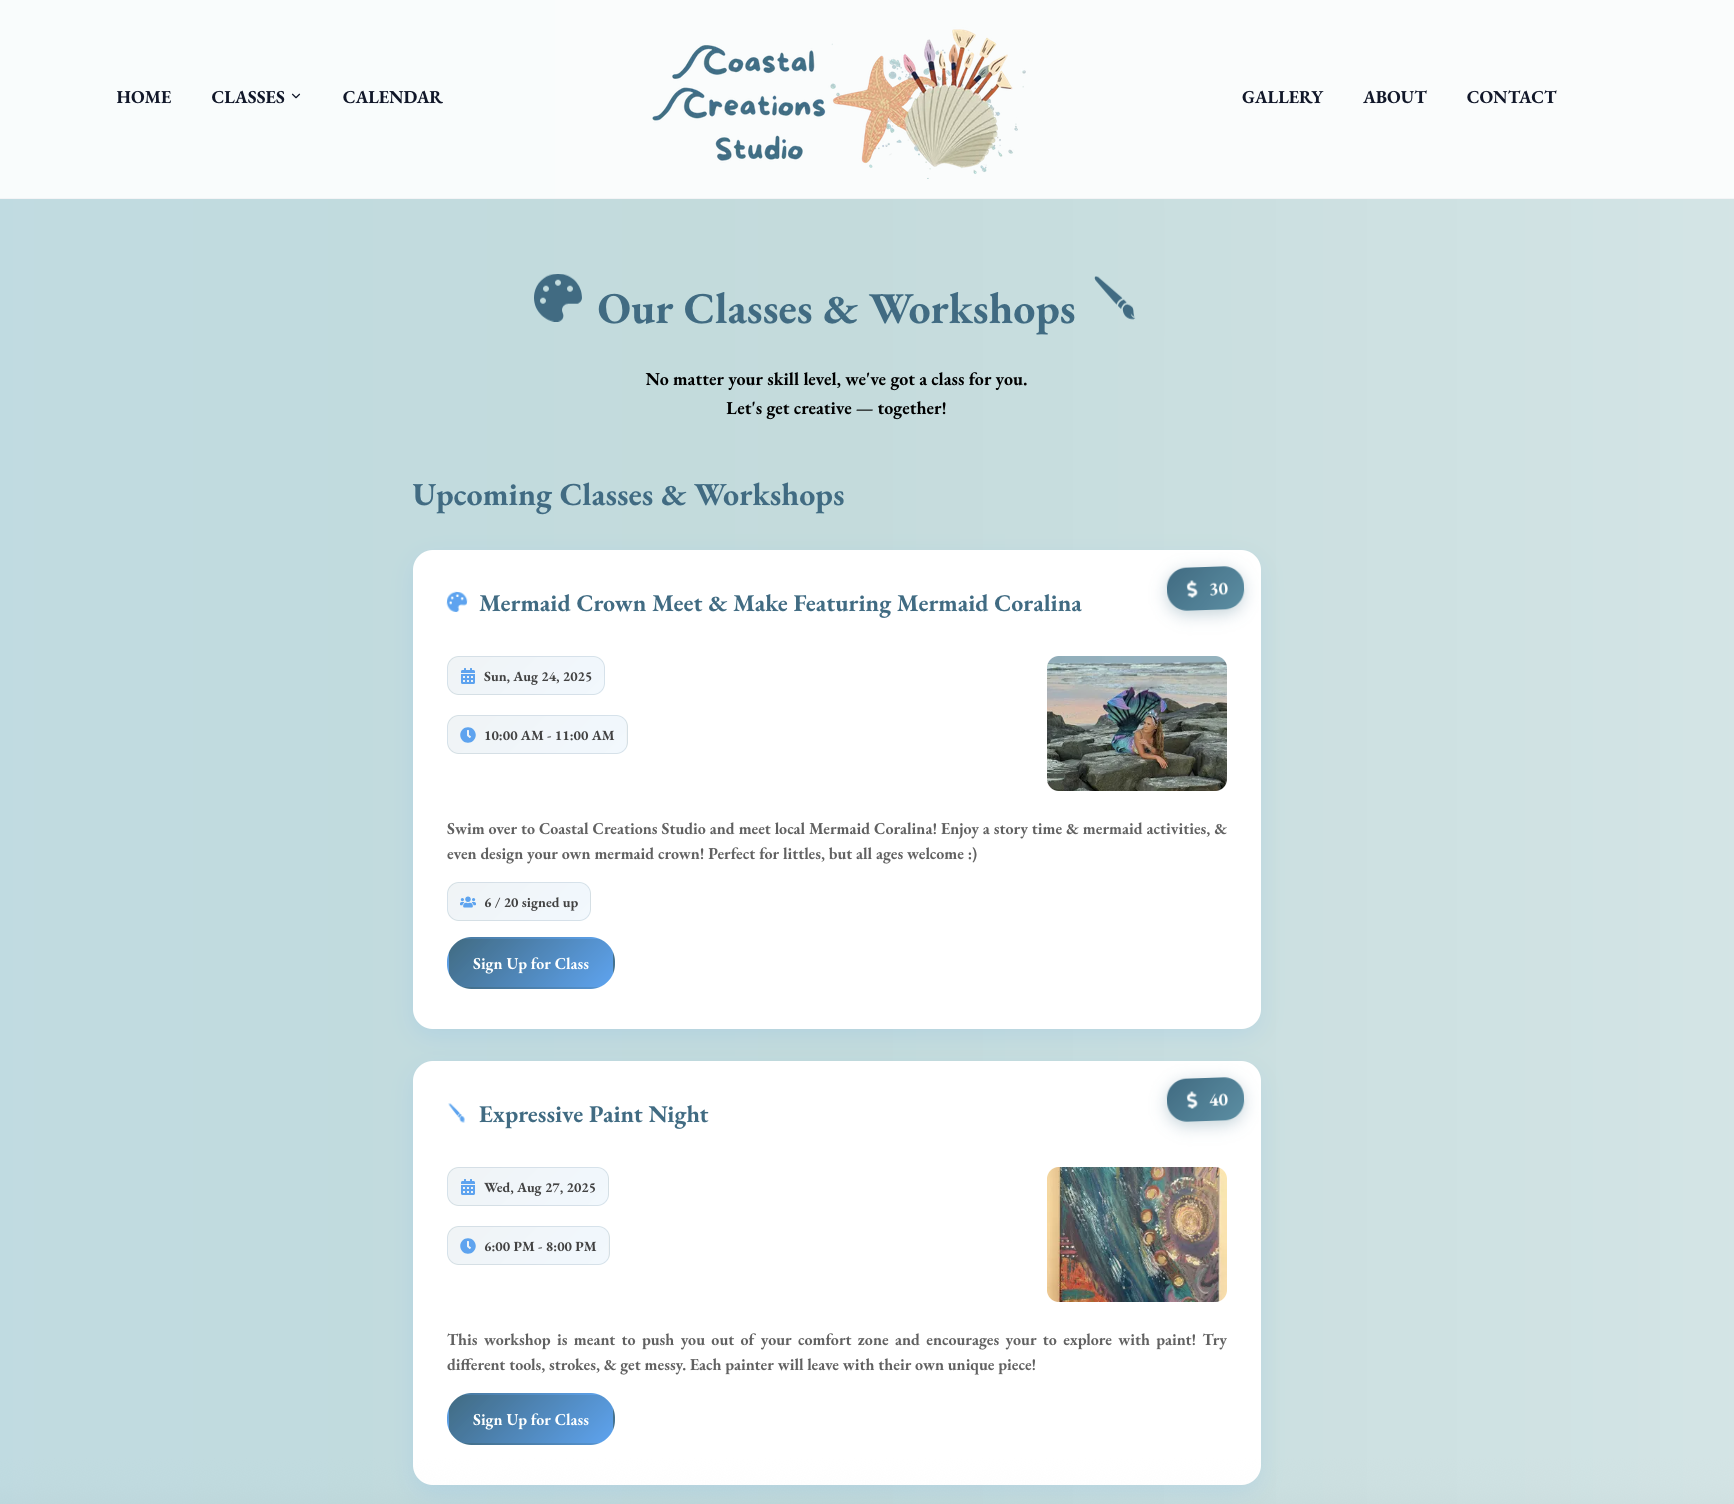 HOME CLASSES CALENDAR
Coastal
Creations
Studio
GALLERY ABOUT CONTACT
Our Classes & Workshops
No matter your skill level, we've got a class for you.
Let's get creative — together!
Upcoming Classes & Workshops
Mermaid Crown Meet & Make Featuring Mermaid Coralina
$ 30
Sun, Aug 24, 2025
10:00 AM - 11:00 AM
Swim over to Coastal Creations Studio and meet local Mermaid Coralina! Enjoy a story time & mermaid activities, &
even design your own mermaid crown! Perfect for littles, but all ages welcome :)
6 / 20 signed up
Sign Up for Class
Expressive Paint Night
$ 40
Wed, Aug 27, 2025
6:00 PM - 8:00 PM
This workshop is meant to push you out of your comfort zone and encourages your to explore with paint! Try
different tools, strokes, & get messy. Each painter will leave with their own unique piece!
Sign Up for Class